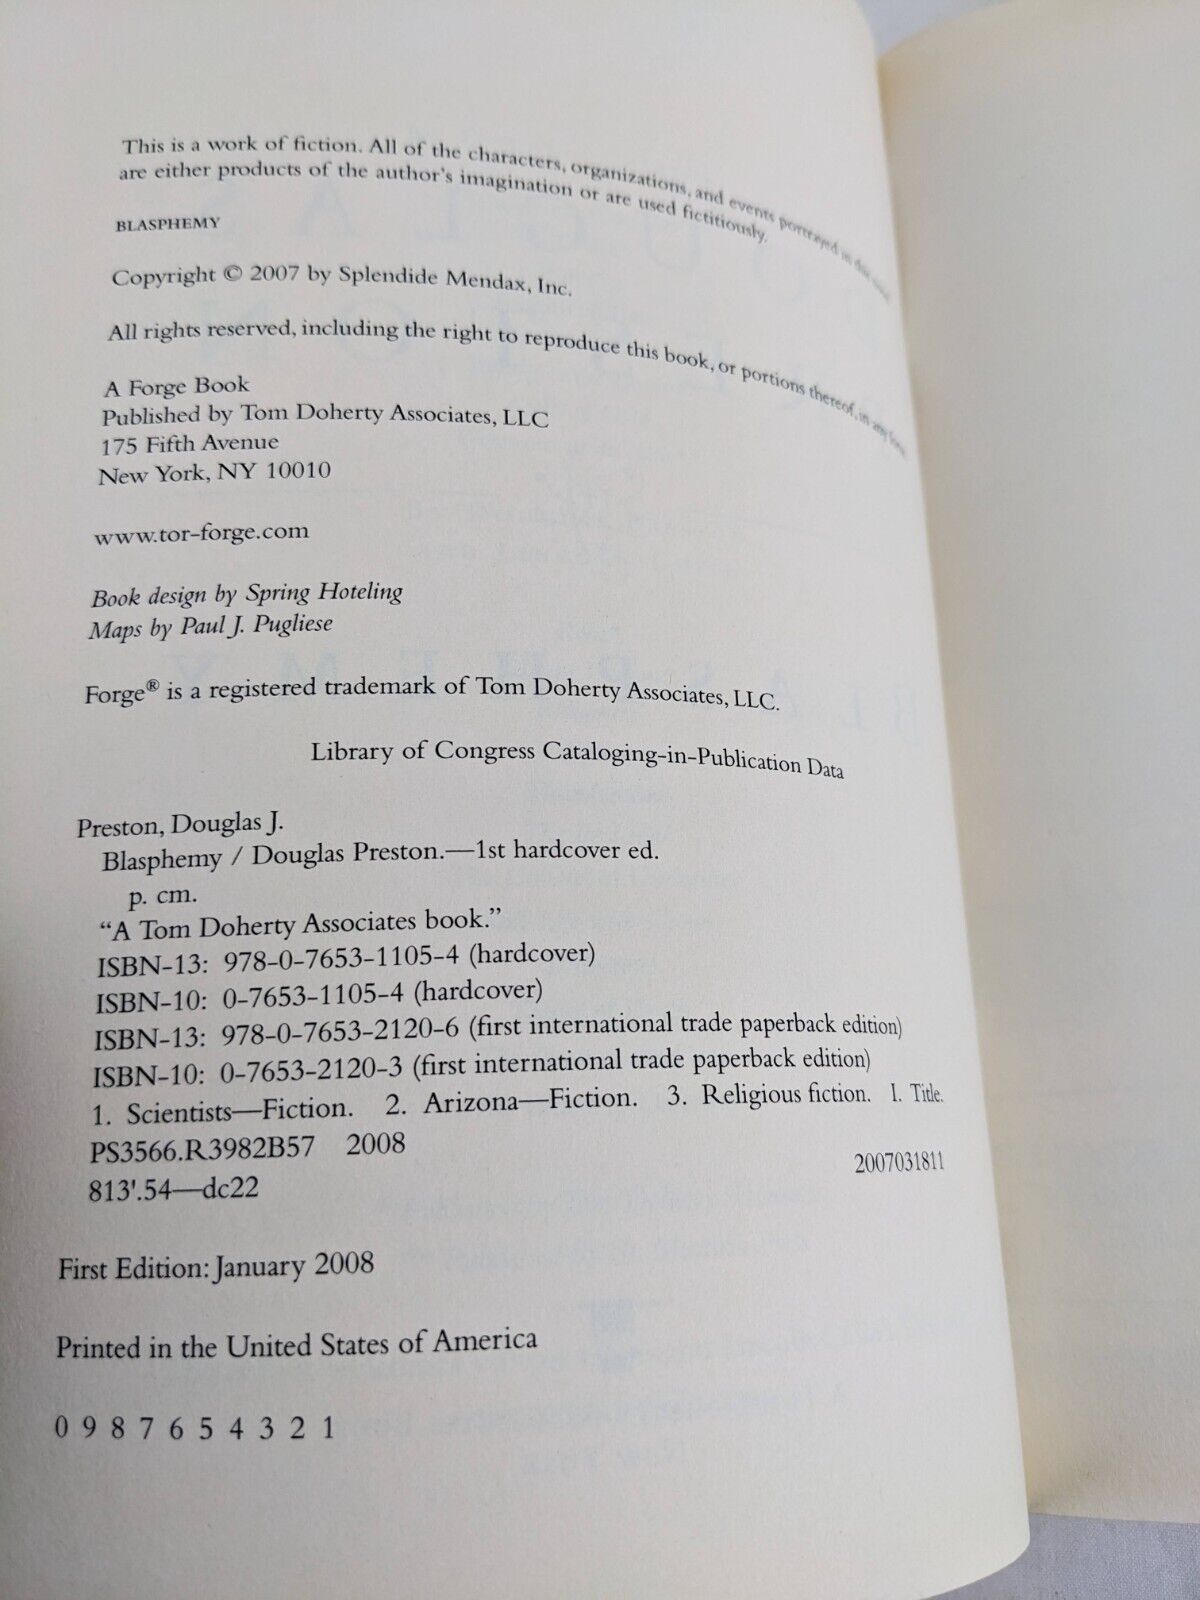 This is a work of fiction. All of the characters, organizations, and events portrayed in this novel
are either products of the author's imagination or are used fictitiously.
BLASPHEMY
Copyright © 2007 by Splendide Mendax, Inc.
All rights reserved, including the right to reproduce this book, or portions thereof, in any form.
A Forge Book
Published by Tom Doherty Associates, LLC
175 Fifth Avenue
New York, NY 10010
www.tor-forge.com
Book design by Spring Hoteling
Maps by Paul J. Pugliese
Forge® is a registered trademark of Tom Doherty Associates, LLC.
Library of Congress Cataloging-in-Publication Data
Preston, Douglas J.
Blasphemy / Douglas Preston.—1st hardcover ed.
p. cm.
“A Tom Doherty Associates book.”
ISBN-13: 978-0-7653-1105-4 (hardcover)
ISBN-10: 0-7653-1105-4 (hardcover)
ISBN-13: 978-0-7653-2120-6 (first international trade paperback edition)
ISBN-10: 0-7653-2120-3 (first international trade paperback edition)
1. Scientists—Fiction. 2. Arizona—Fiction. 3. Religious fiction. I. Title.
PS3566.R3982B57 2008
813'.54—dc22
2007031811
First Edition: January 2008
Printed in the United States of America
0 9 8 7 6 5 4 3 2 1